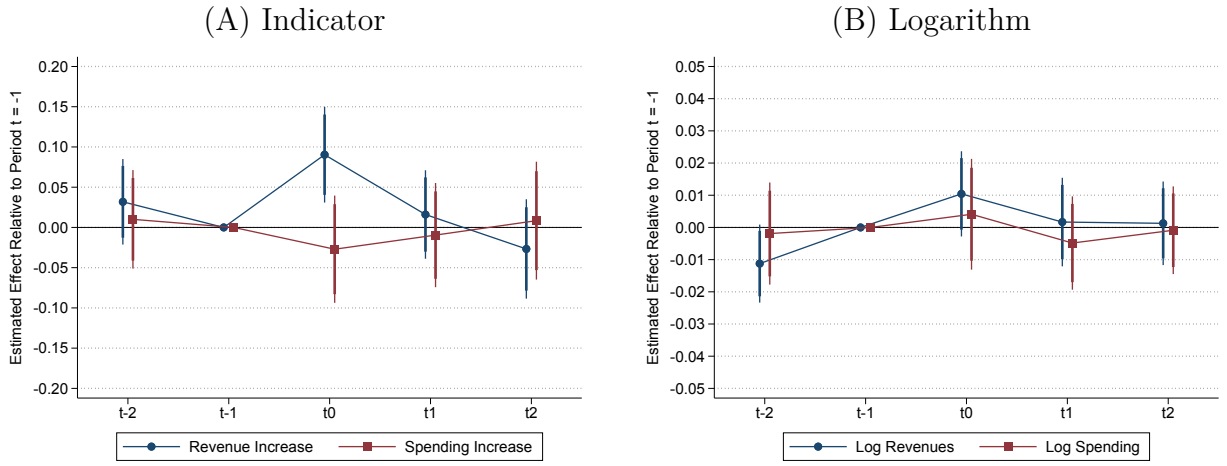 (A) Indicator
Estimated Effect Relative to Period t = -1
0.20
0.15
0.10
0.05
0.00
-0.05
-0.10
-0.15
-0.20
t-2 t-1 t0 t1 t2
Revenue Increase Spending Increase
(B) Logarithm
Estimated Effect Relative to Period t = -1
0.05
0.04
0.03
0.02
0.01
0.00
-0.01
-0.02
-0.03
-0.04
-0.05
t-2 t-1 t0 t1 t2
Log Revenues Log Spending